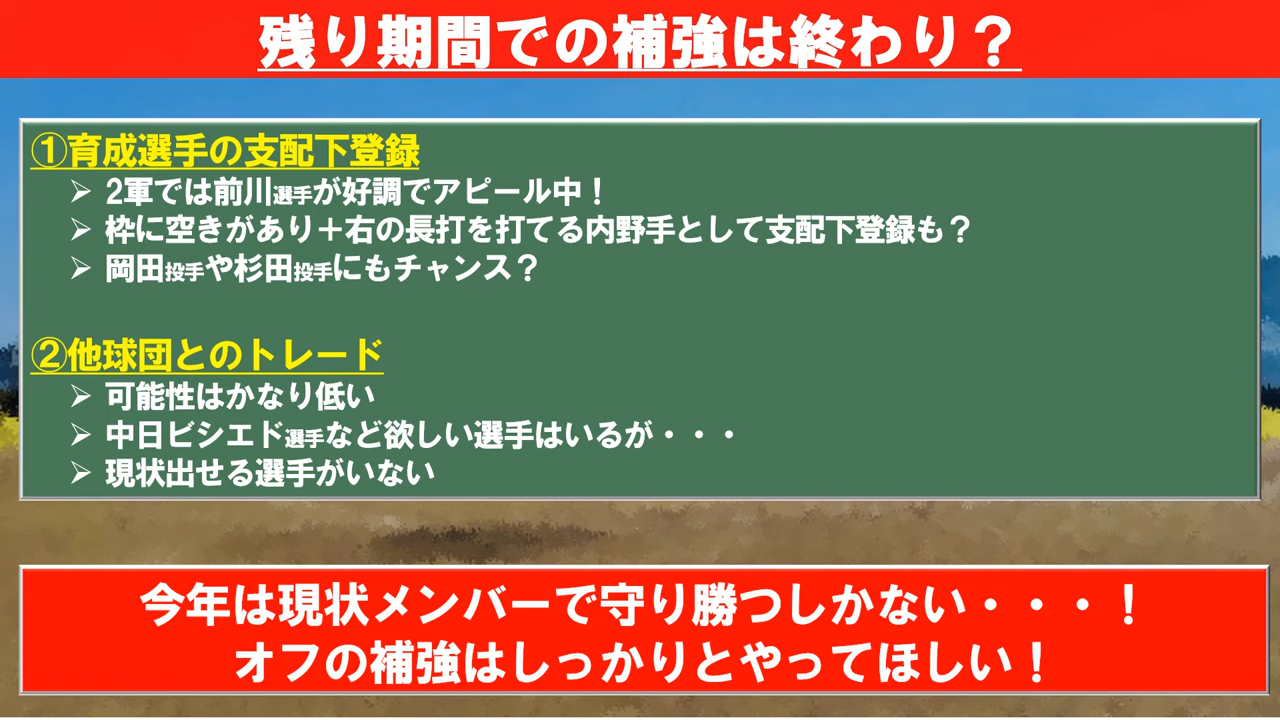 残り期間での補強は終わり？
①育成選手の支配下登録
➢ 2軍では前川選手が好調でアピール中！
➢ 枠に空きがあり＋右の長打を打てる内野手として支配下登録も？
➢ 岡田投手や杉田投手にもチャンス？
②他球団とのトレード
➢ 可能性はかなり低い
➢ 中日ビシエド選手など欲しい選手はいるが・・・
➢ 現状出せる選手がいない
今年は現状メンバーで守り勝つしかない・・・！
オフの補強はしっかりとやってほしい！